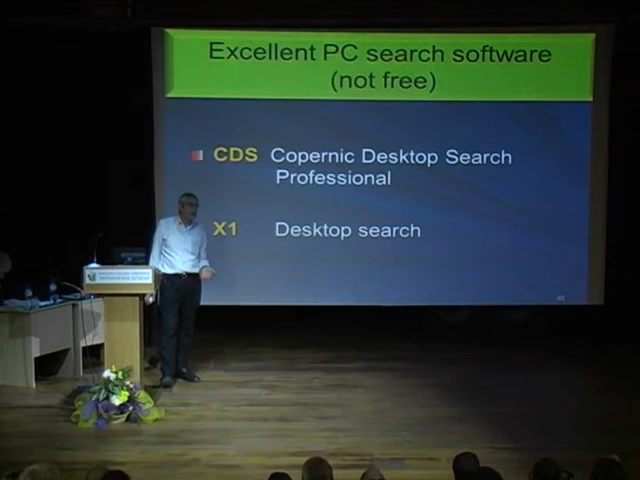 Excellent PC search software
(not free)
CDS Copernic Desktop Search
Professional
X1 Desktop search